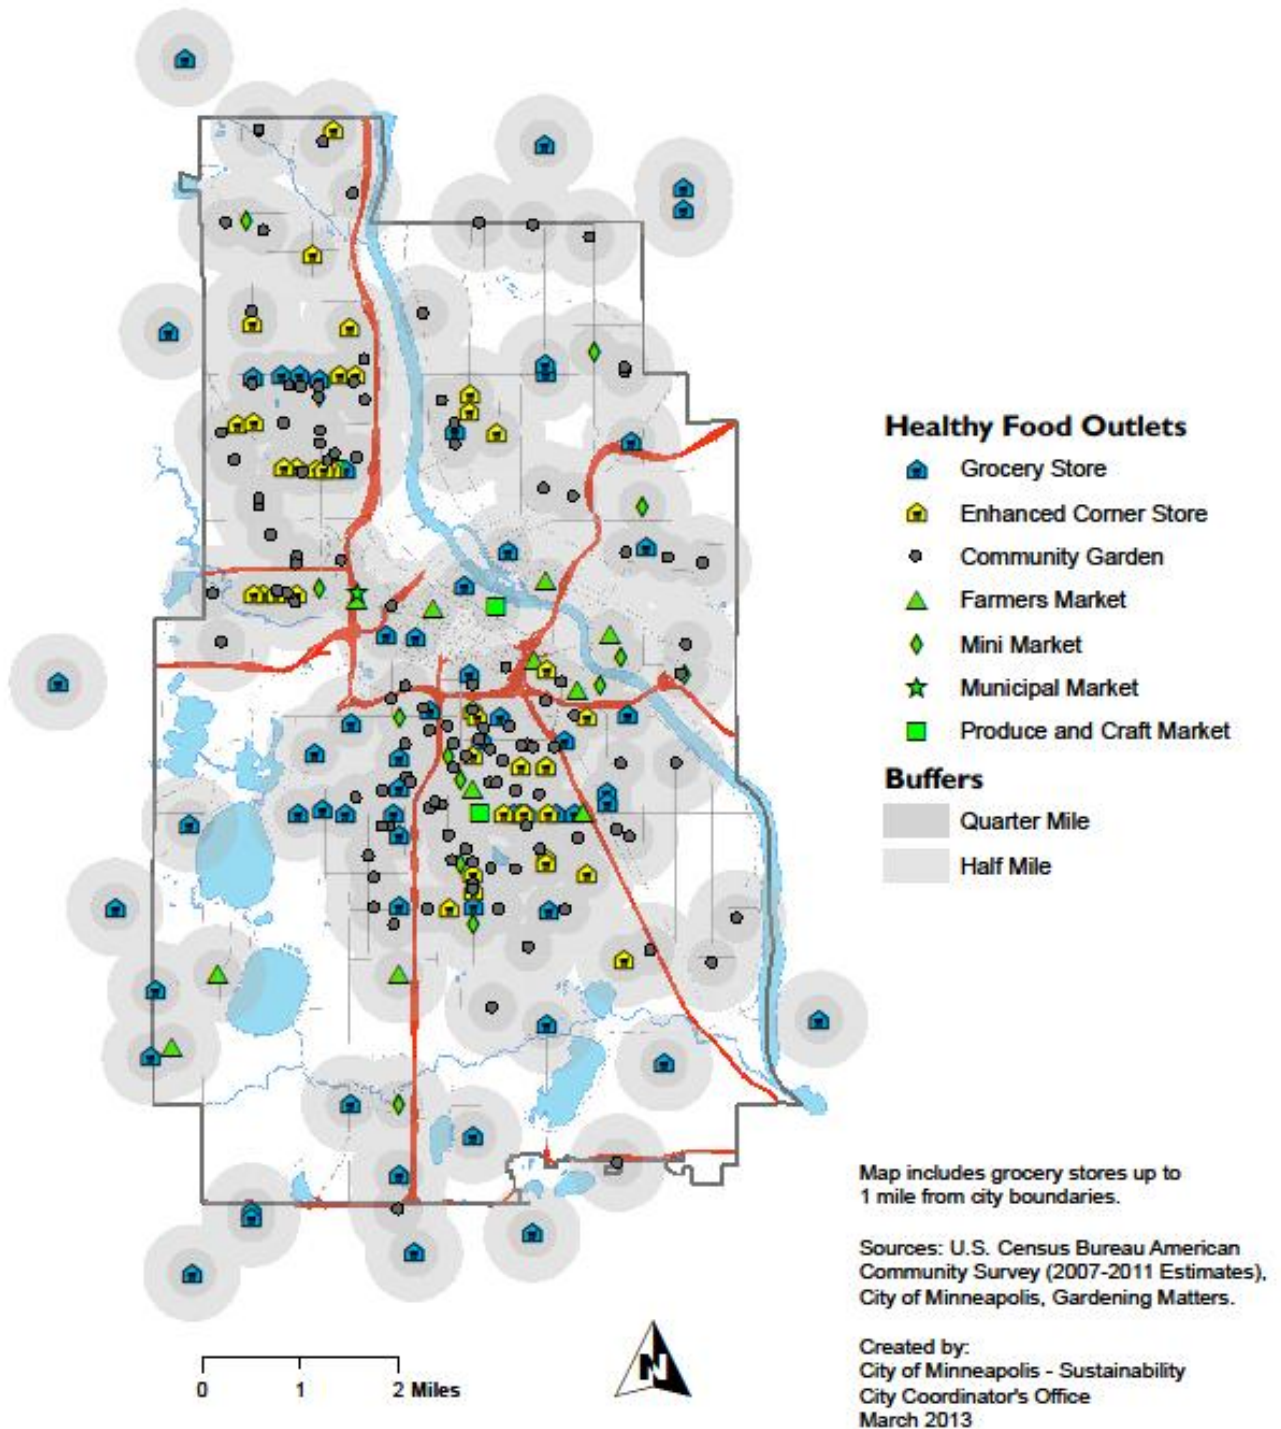 Healthy Food Outlets
Grocery Store
Enhanced Corner Store
Community Garden
Farmers Market
Mini Market
Municipal Market
Produce and Craft Market
Buffers
Quarter Mile
Half Mile
Map includes grocery stores up to
1 mile from city boundaries.
Sources: U.S. Census Bureau American
Community Survey (2007-2011 Estimates),
City of Minneapolis, Gardening Matters.
Created by:
City of Minneapolis - Sustainability
City Coordinator's Office
March 2013
N
0 1 2 Miles